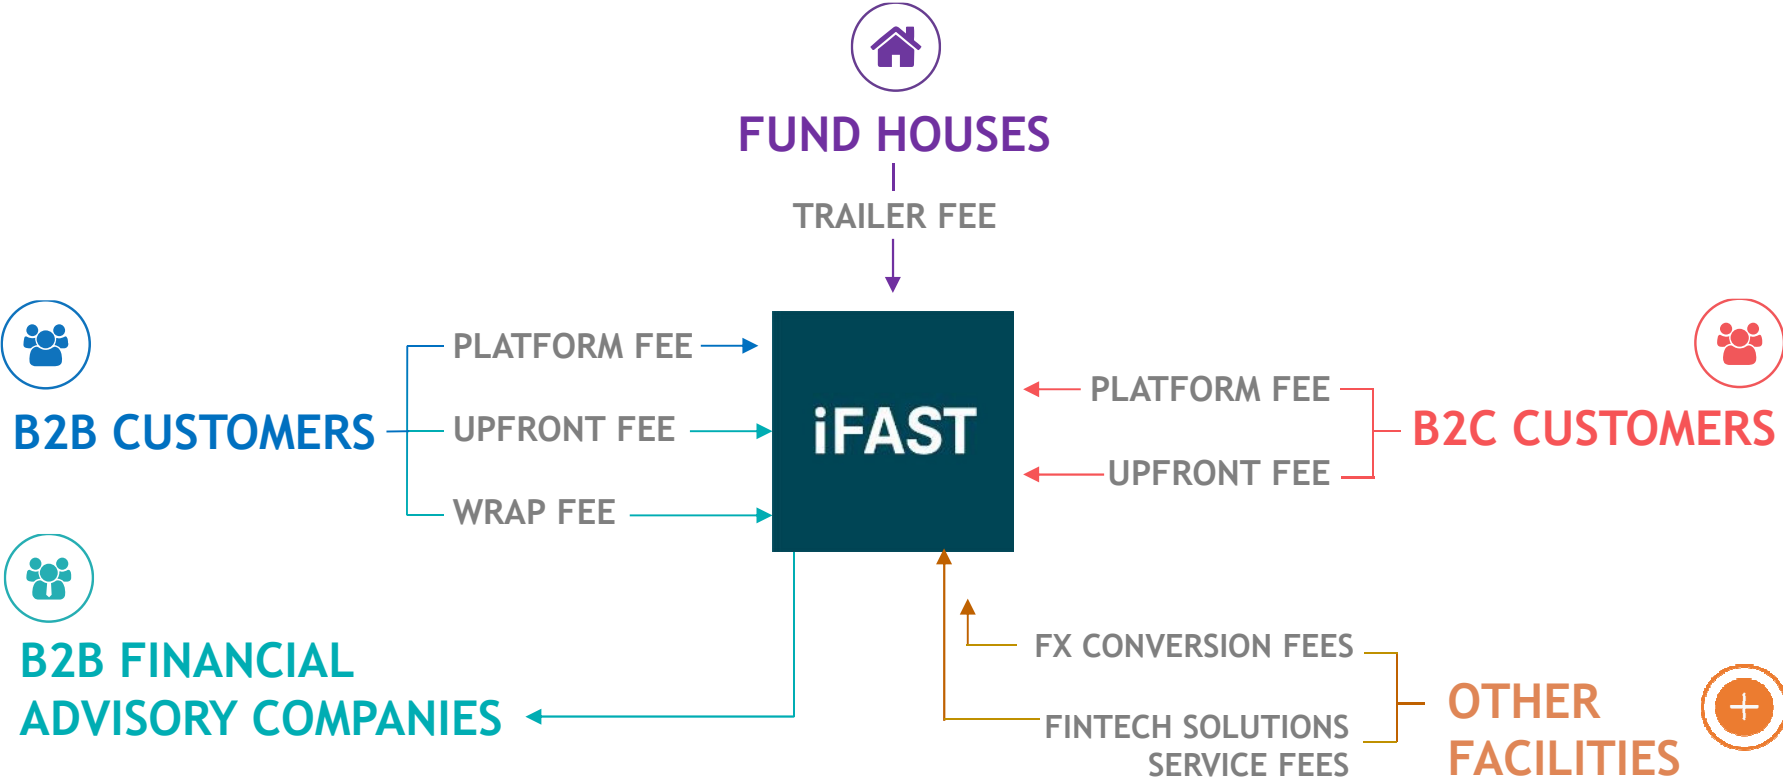 FUND HOUSES
TRAILER FEE
PLATFORM FEE
B2B CUSTOMERS
UPFRONT FEE
WRAP FEE
iFAST
PLATFORM FEE
B2C CUSTOMERS
UPFRONT FEE
B2B FINANCIAL
ADVISORY COMPANIES
FX CONVERSION FEES
FINTECH SOLUTIONS
SERVICE FEES
OTHER
FACILITIES